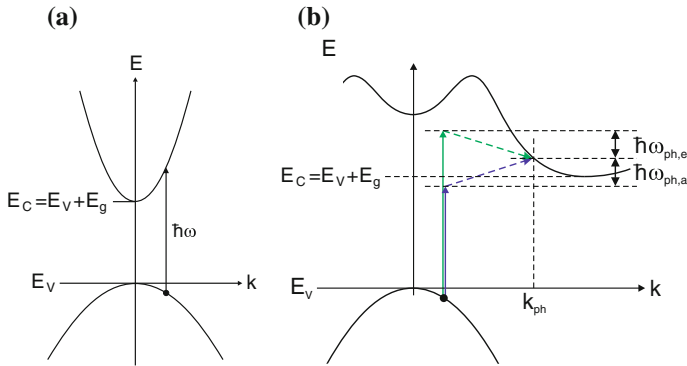 (a)
E
E_C=E_V+E_g
ħω
E_V
k
(b)
E
ħω_ph,e
E_C=E_V+E_g
ħω_ph,a
E_V
k_ph
k